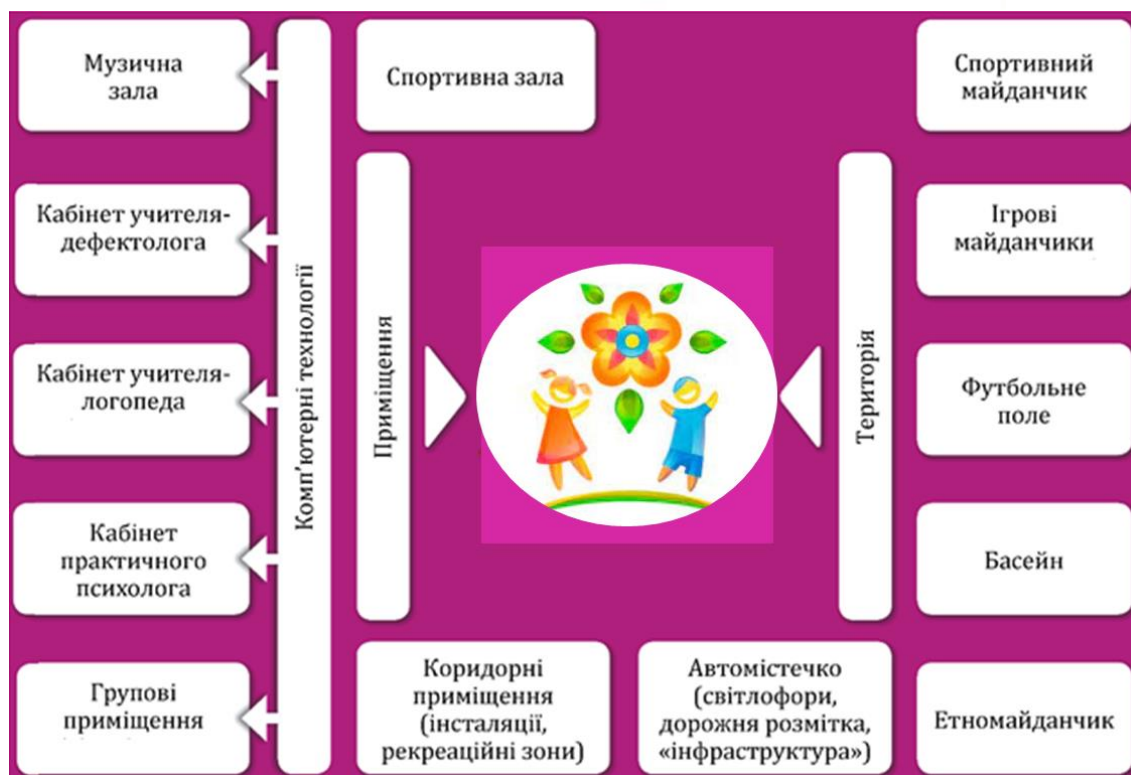 Музична
зала
Кабінет учителя-
дефектолога
Кабінет учителя-
логопеда
Кабінет
практичного
психолога
Групові
приміщення
Комп'ютерні технології
Спортивна зала
Приміщення
Коридорні
приміщення
(інсталяції,
рекреаційні зони)
Автомістечко
(світлофори,
дорожня розмітка,
«інфраструктура»)
Територія
Спортивний
майданчик
Ігрові
майданчики
Футбольне
поле
Басейн
Етномайданчик